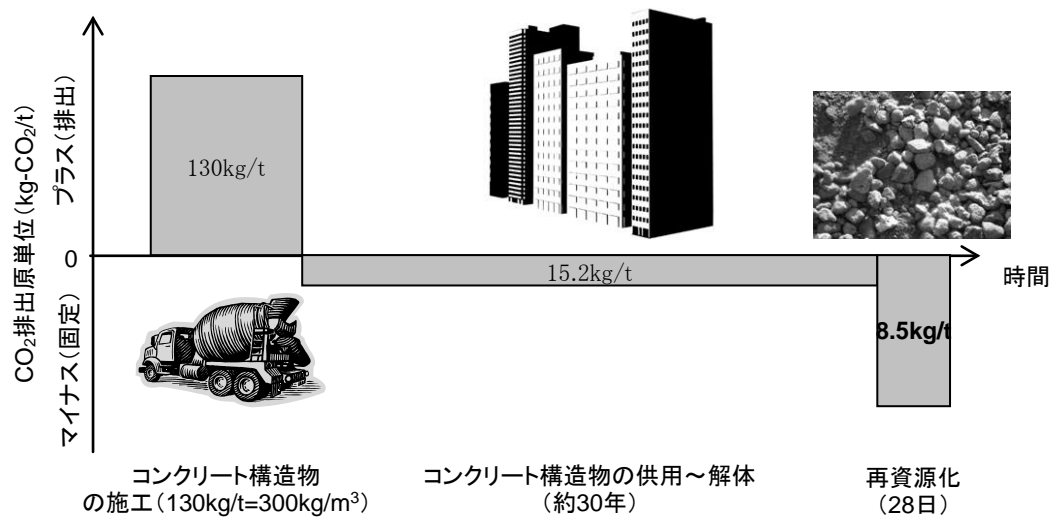 CO₂排出原単位(kg-CO₂/t)
プラス(排出)
マイナス(固定)
0
130kg/t
15.2kg/t
8.5kg/t
時間
コンクリート構造物
の施工(130kg/t=300kg/m³)
コンクリート構造物の供用～解体
(約30年)
再資源化
(28日)